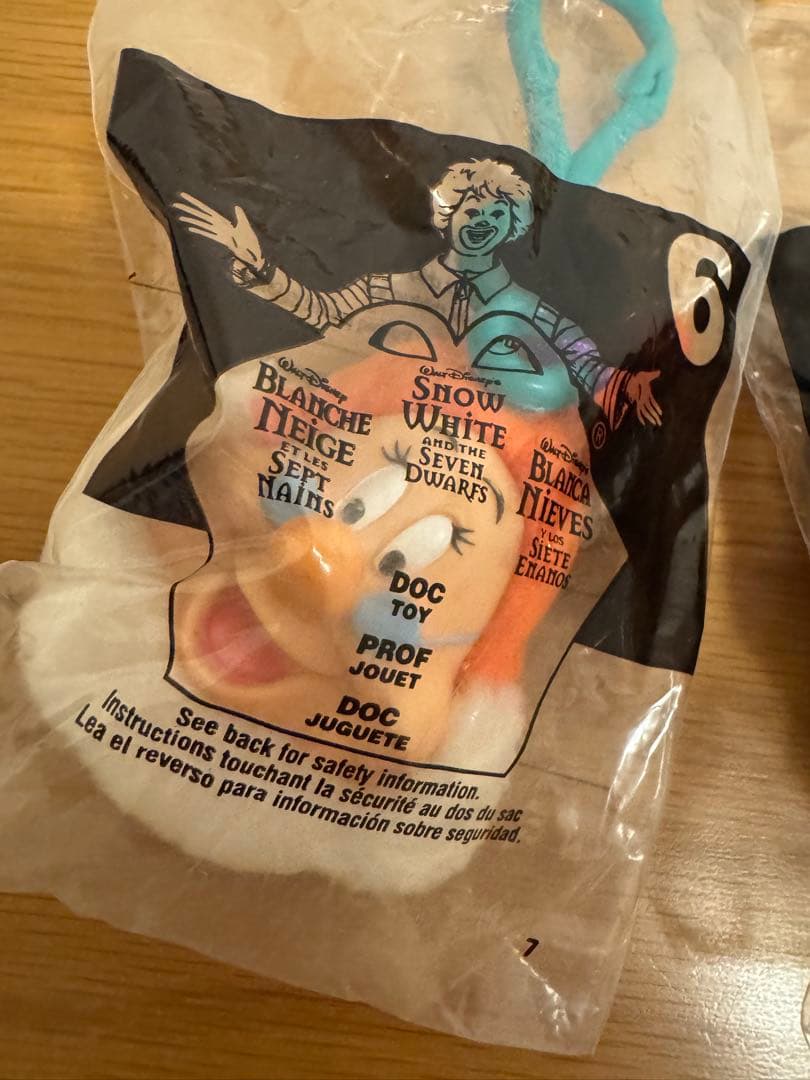 6
Walt Disney
BLANCHE
NEIGE
ET LES
SEPT
NAINS
Walt Disney's
SNOW
WHITE
AND THE
SEVEN
DWARFS
Walt Disney
BLANCA
NIEVES
Y LOS
SIETE
ENANOS
®
DOC
TOY
PROF
JOUET
DOC
JUGUETE
See back for safety information.
Instructions touchant la sécurité au dos du sac
Lea el reverso para información sobre seguridad.
7